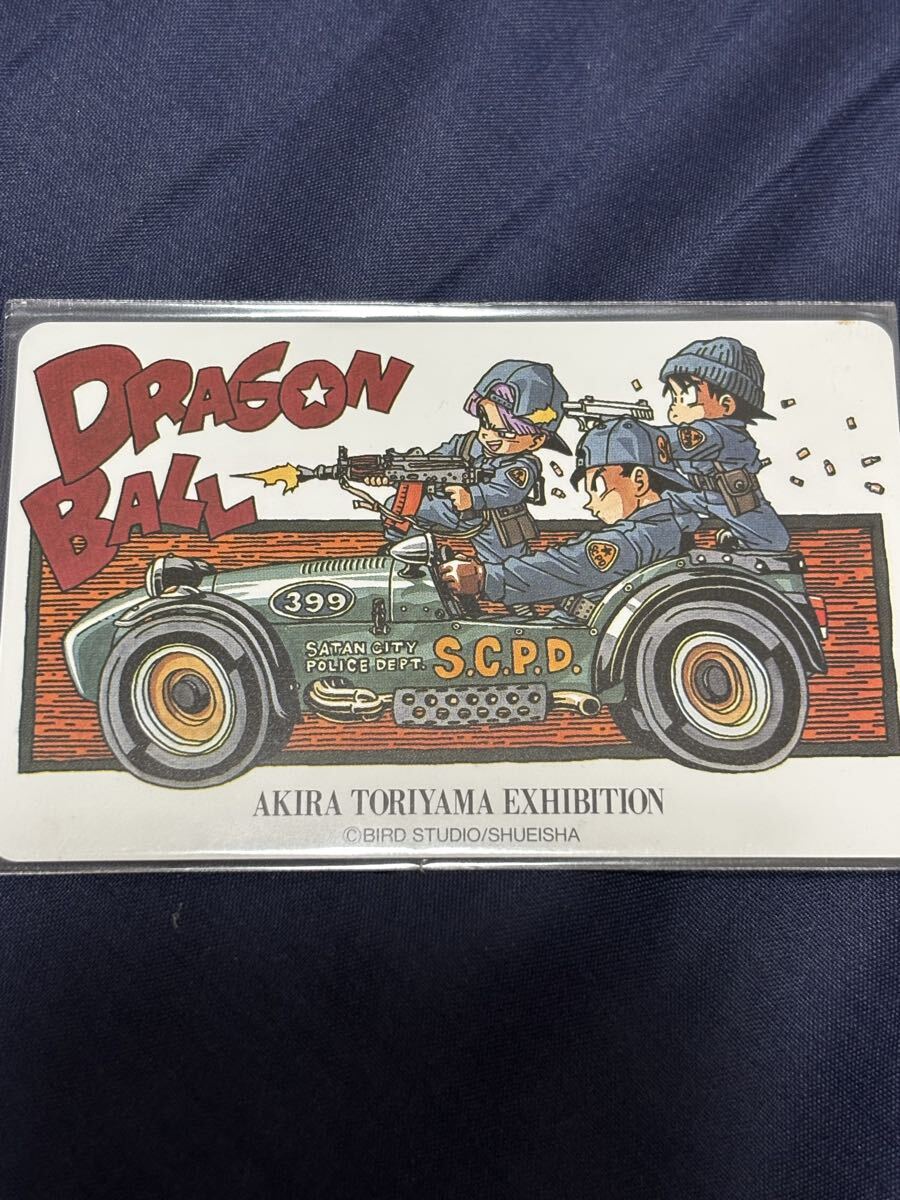 DRAGON
BALL
399
SATAN CITY
POLICE DEPT.
S.C.P.D.
AKIRA TORIYAMA EXHIBITION
©BIRD STUDIO/SHUEISHA